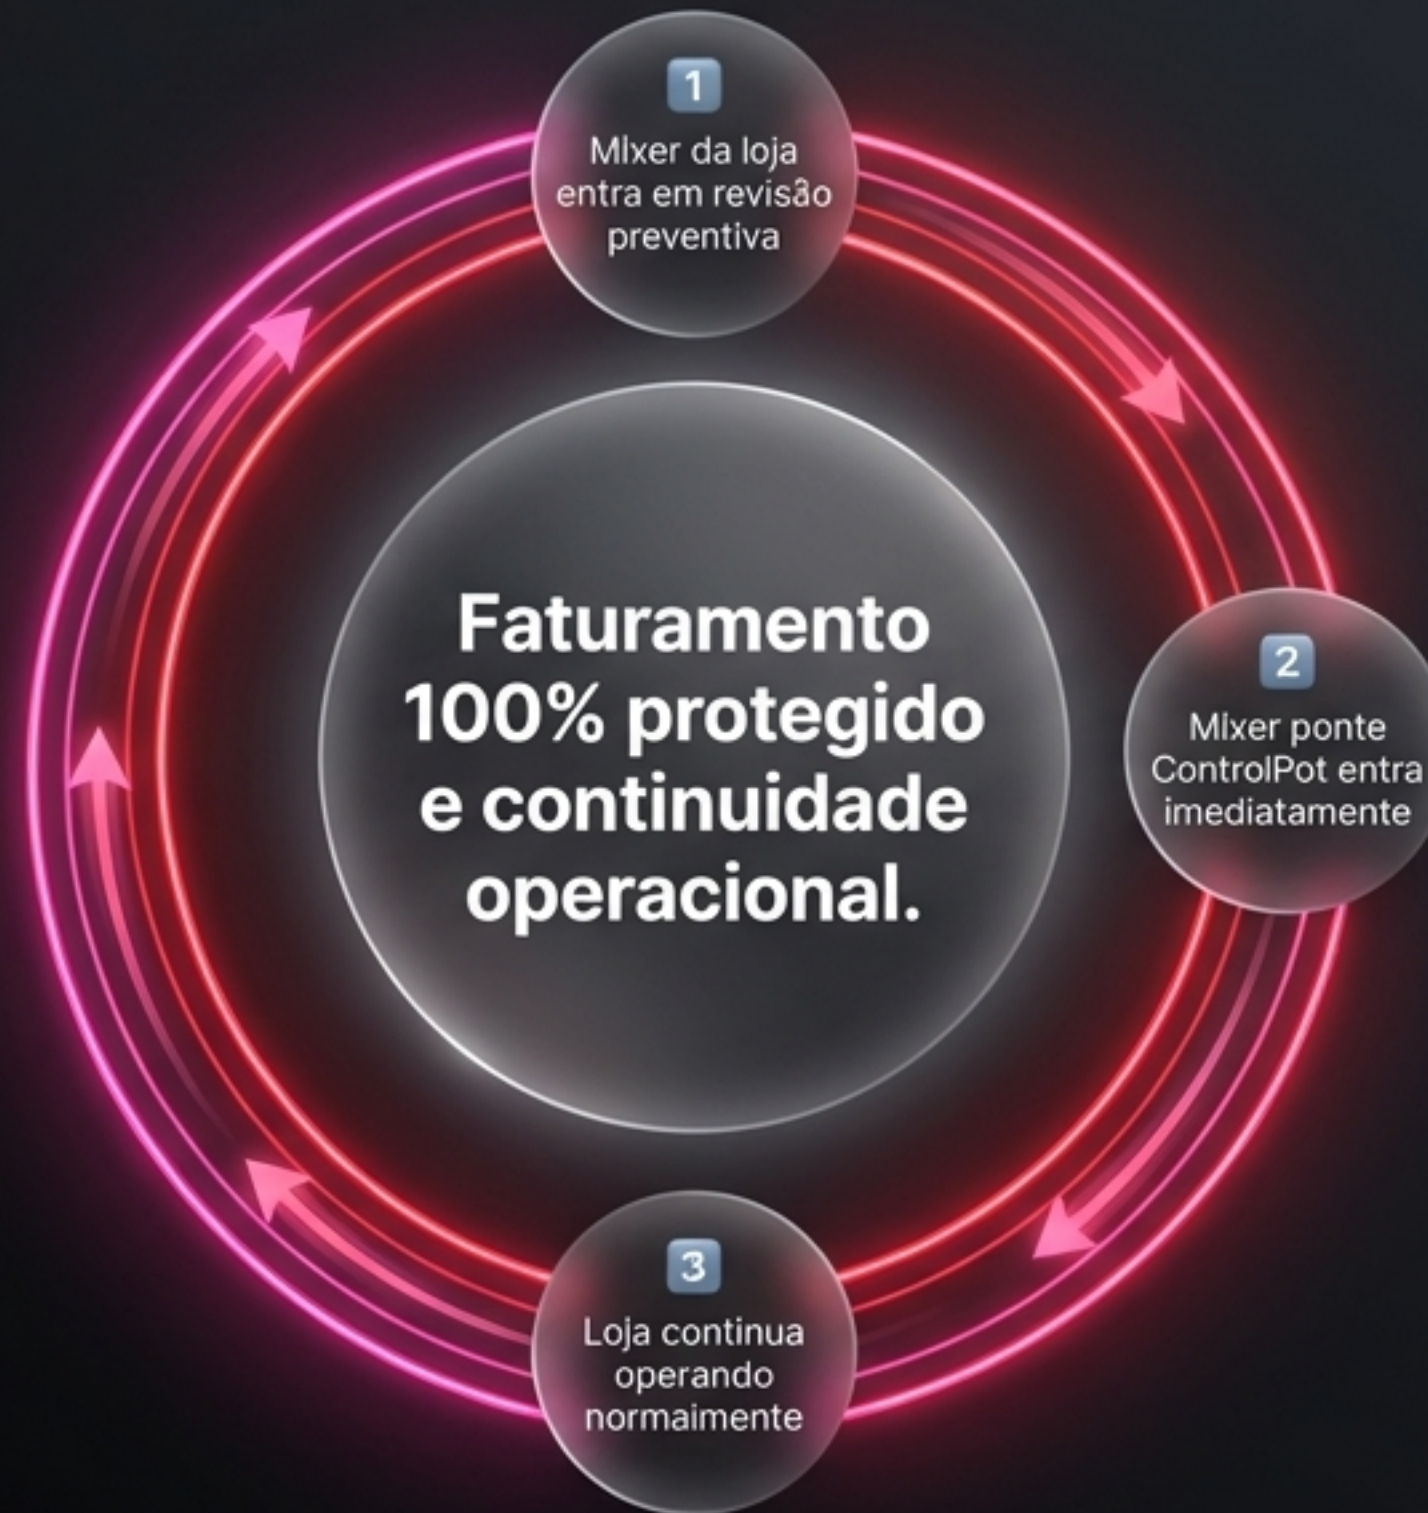 1
Mixer da loja
entra em revisão
preventiva
Faturamento
100% protegido
e continuidade
operacional.
2
Mixer ponte
ControlPot entra
imediatamente
3
Loja continua
operando
normaimente